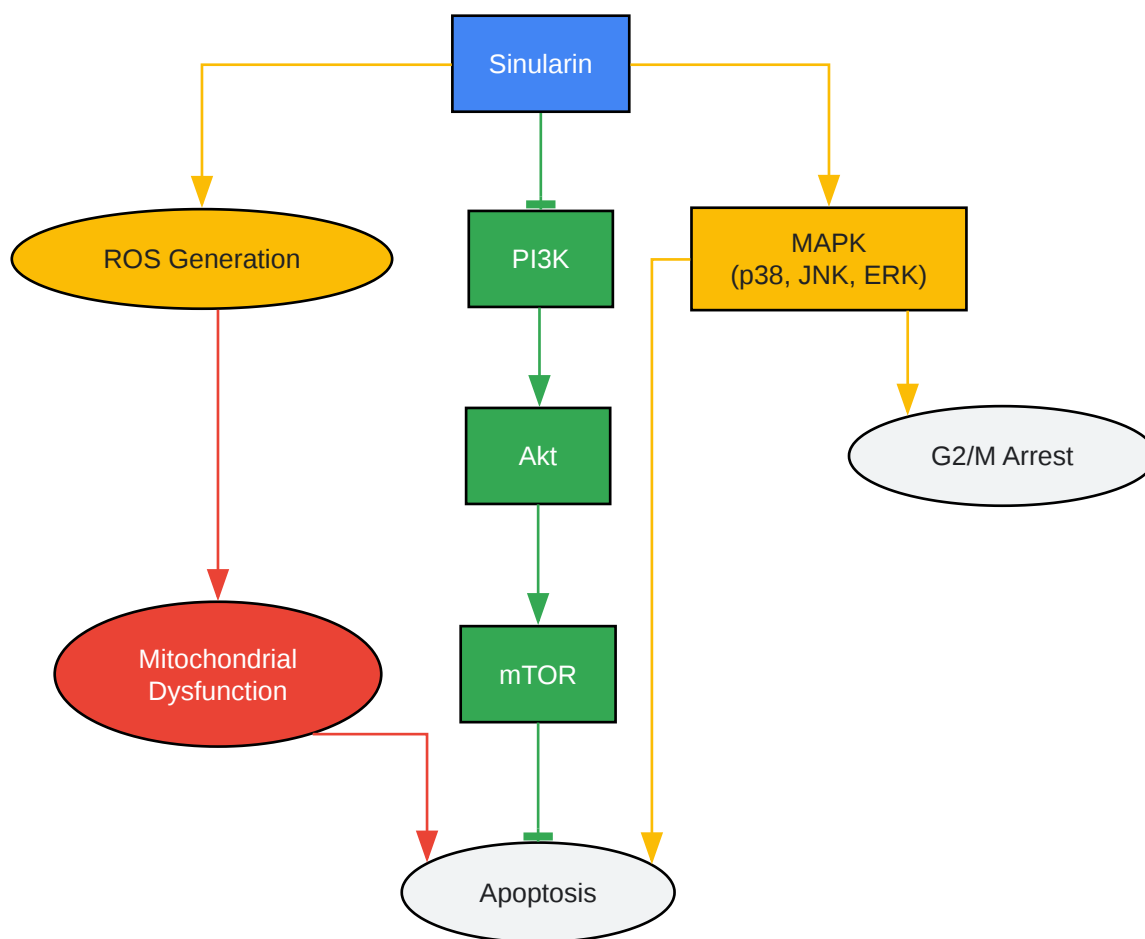 Sinularin
ROS Generation
PI3K
MAPK
(p38, JNK, ERK)
Akt
G2/M Arrest
Mitochondrial
Dysfunction
mTOR
Apoptosis